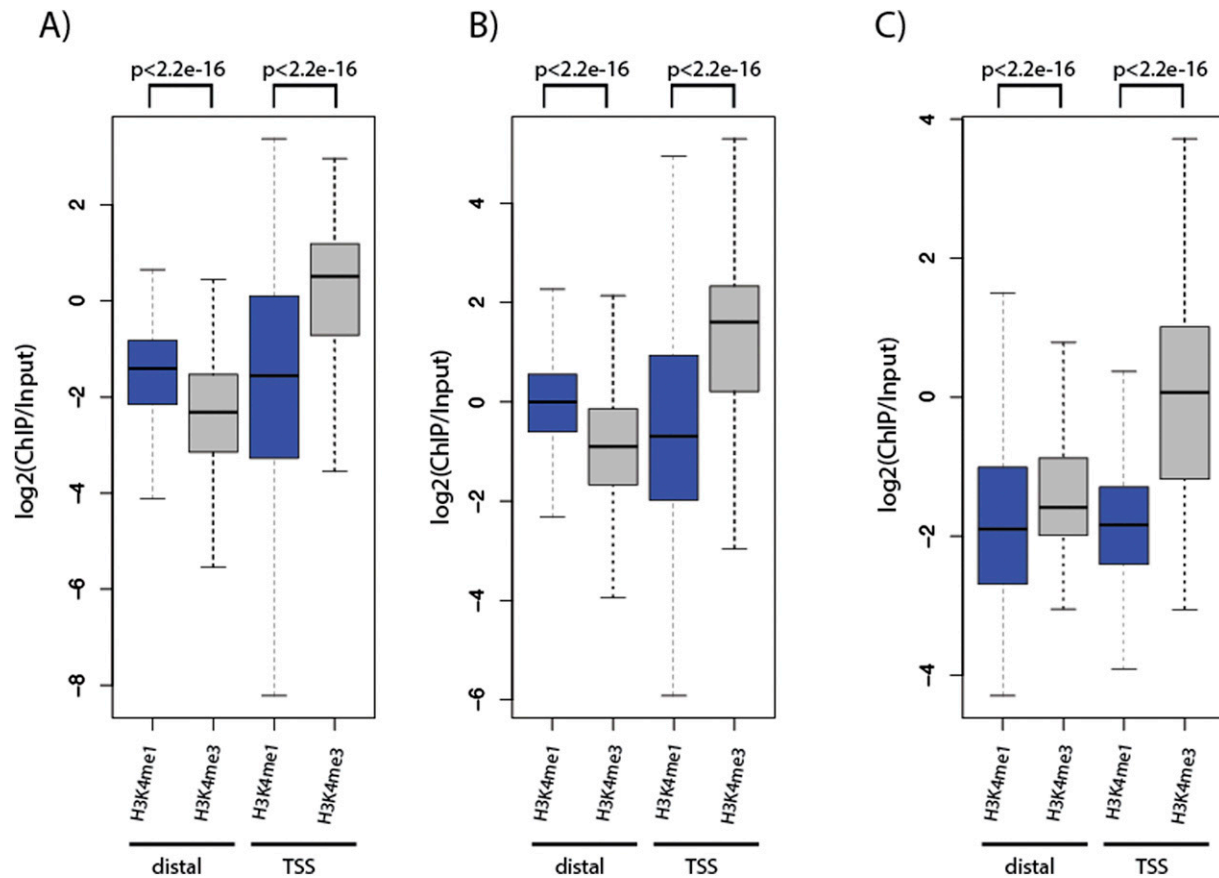 A)
B)
C)
p<2.2e-16 p<2.2e-16
p<2.2e-16 p<2.2e-16
p<2.2e-16 p<2.2e-16
log2(ChIP/Input)
2
0
-2
-4
-6
-8
H3K4me1
H3K4me3
H3K4me1
H3K4me3
distal
TSS
log2(ChIP/Input)
4
2
0
-2
-4
-6
H3K4me1
H3K4me3
H3K4me1
H3K4me3
distal
TSS
log2(ChIP/Input)
4
2
0
-2
-4
H3K4me1
H3K4me3
H3K4me1
H3K4me3
distal
TSS